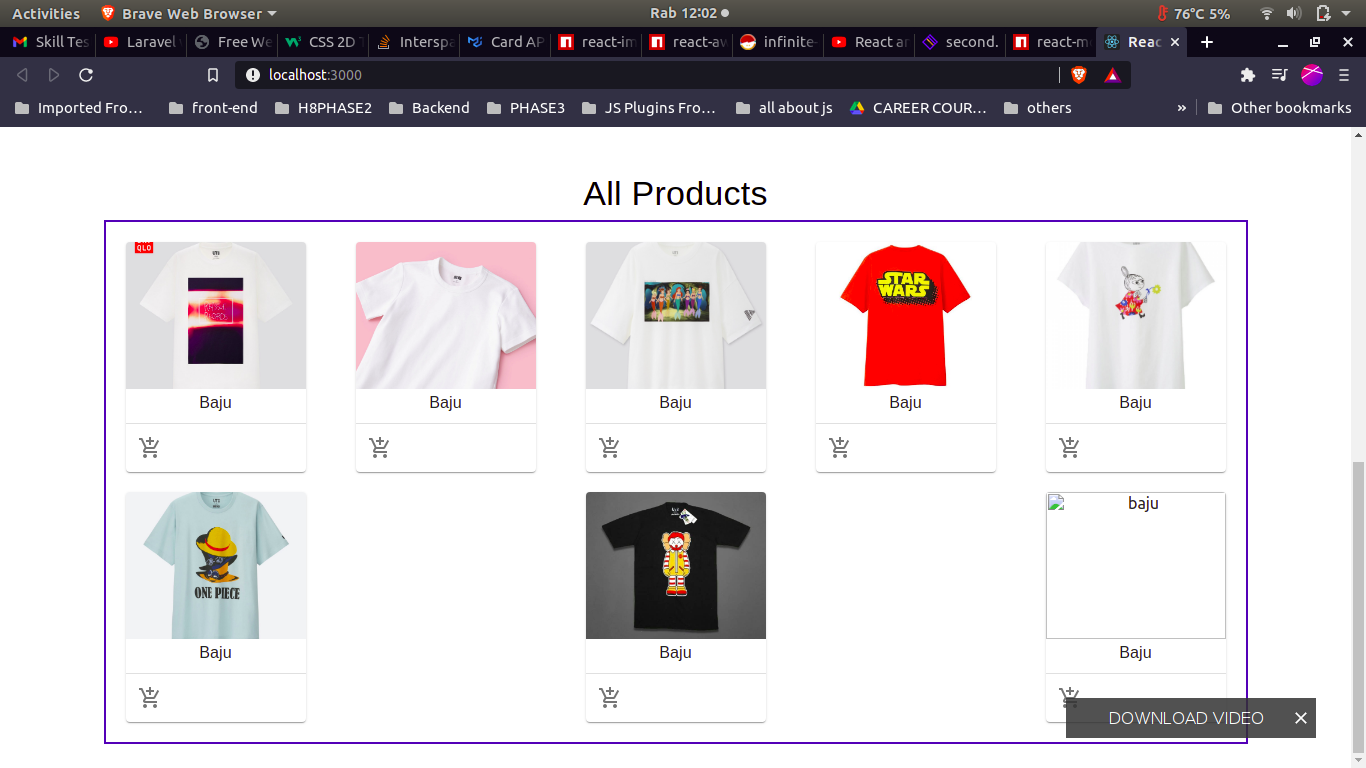 Activities Brave Web Browser Rab 12:02 76°C 5%
Skill Tes Laravel Free We CSS 2D T Interspa Card AP react-im react-aw infinite- React an second. react-mo Reac
localhost:3000
Imported Fro… front-end H8PHASE2 Backend PHASE3 JS Plugins Fro… all about js CAREER COUR… others » Other bookmarks
All Products
QLO
STAR
WARS
Baju Baju Baju Baju Baju
ONE PIECE
baju
Baju Baju Baju
DOWNLOAD VIDEO